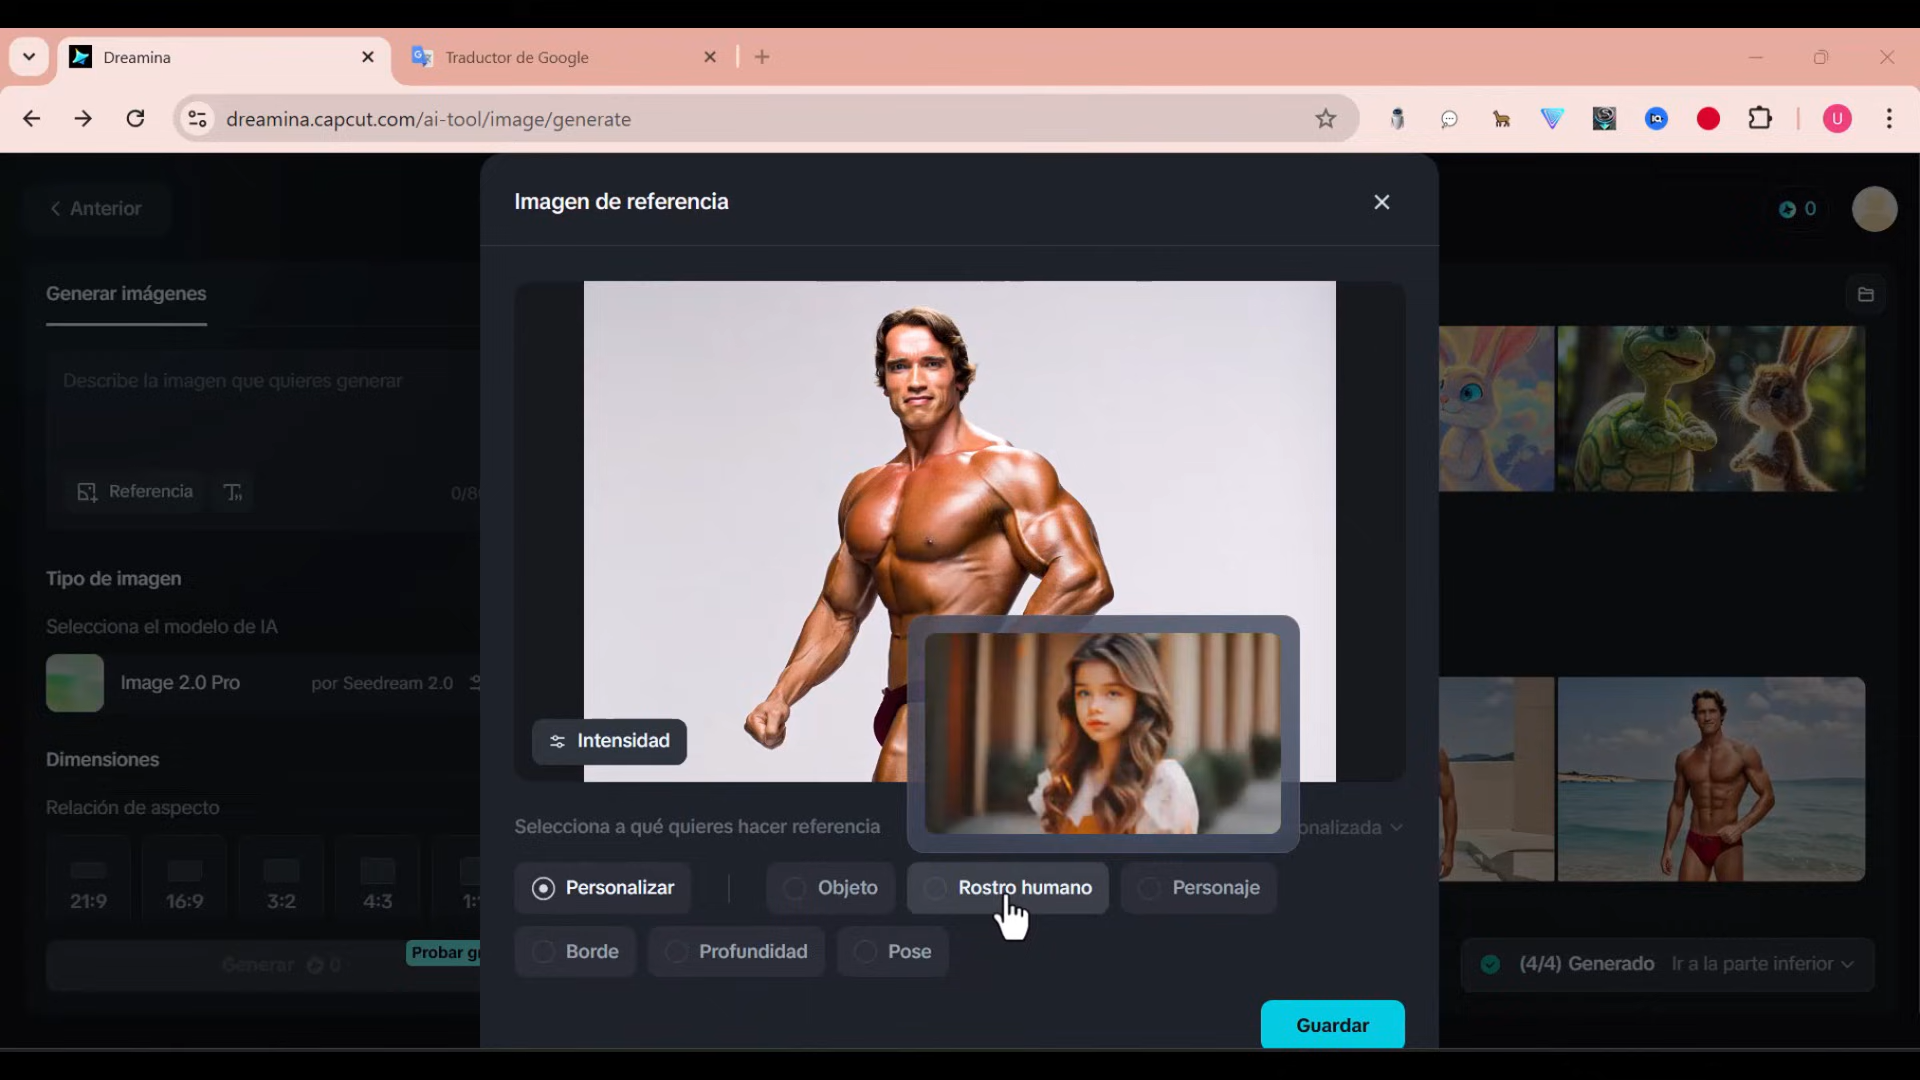 Dreamina
Traductor de Google
dreamina.capcut.com/ai-tool/image/generate
U
Imagen de referencia
Anterior
0
Generar imágenes
Describe la imagen que quieres generar
Referencia
0/8
Tipo de imagen
Selecciona el modelo de IA
Image 2.0 Pro
por Seedream 2.0
Intensidad
Dimensiones
Relación de aspecto
Selecciona a qué quieres hacer referencia
onalizada
21:9
16:9
3:2
4:3
Personalizar
Objeto
Rostro humano
Personaje
Borde
Profundidad
Pose
Generar 0
Probar gr
(4/4) Generado
Ir a la parte inferior
Guardar